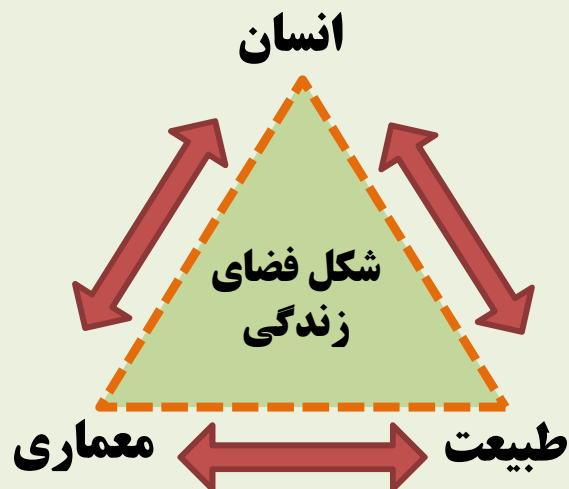 انسان
شکل فضای
زندگی
طبیعت
معماری